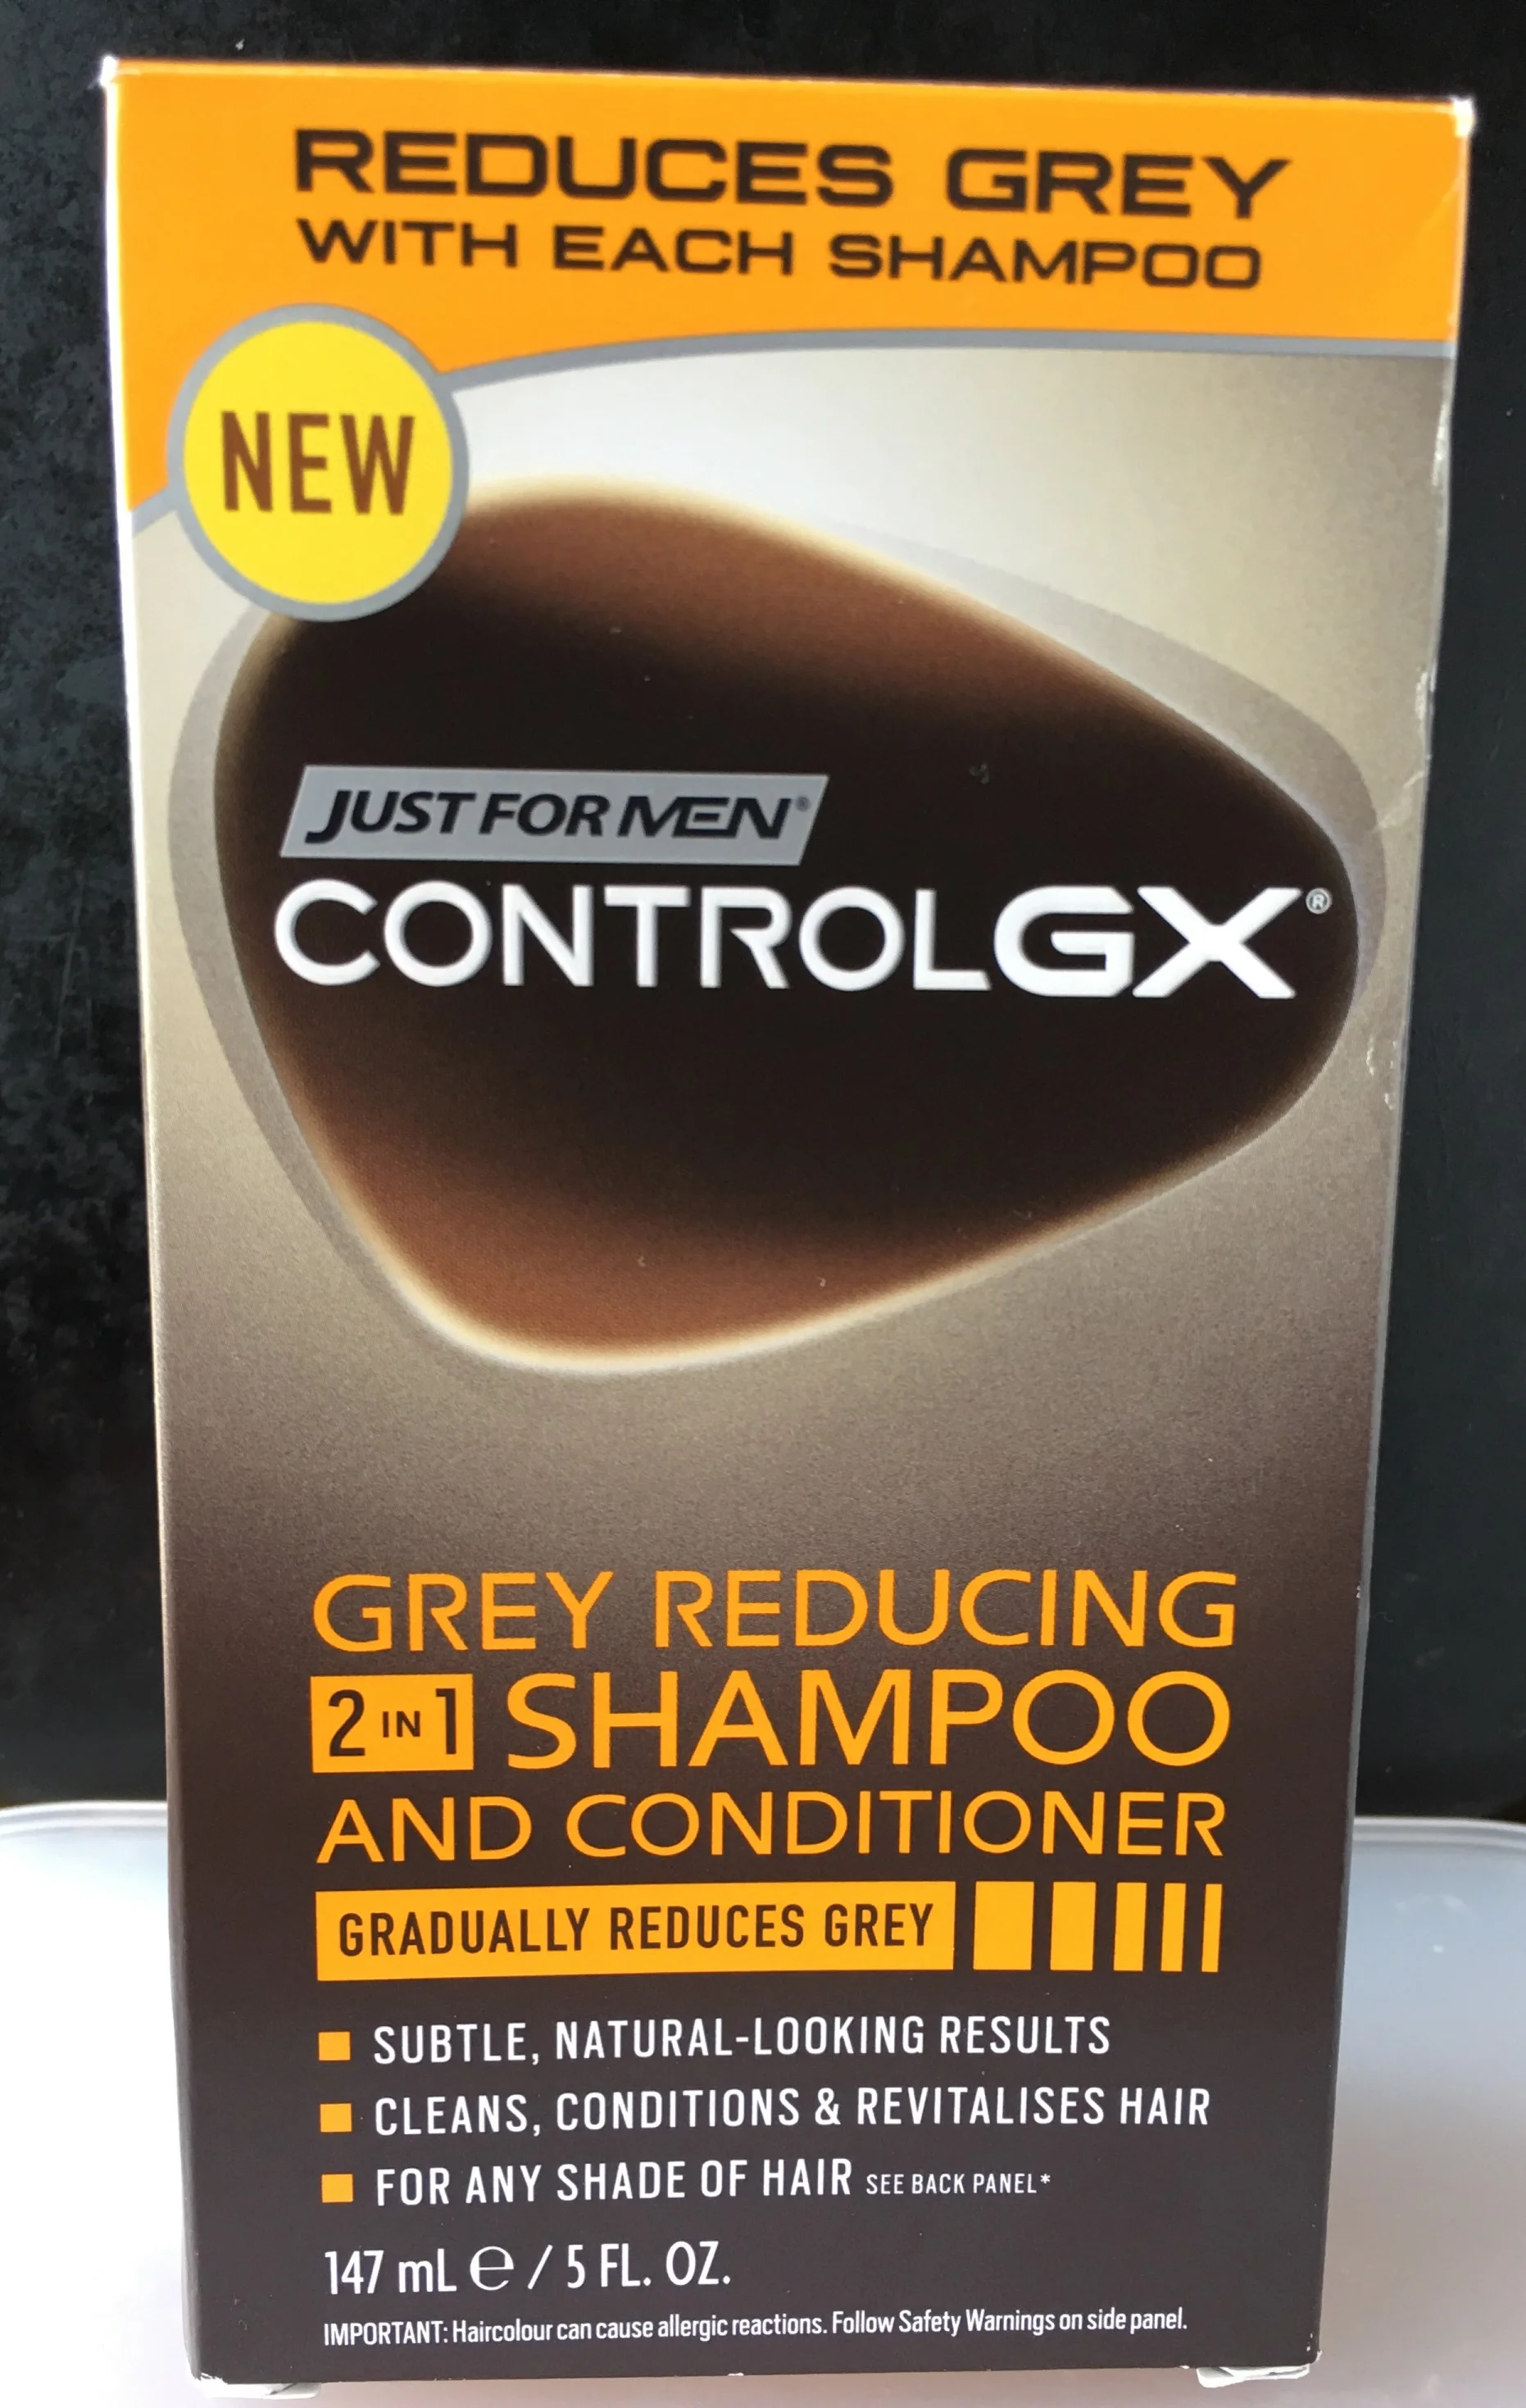 REDUCES GREY
WITH EACH SHAMPOO
NEW
JUST FOR MEN®
CONTROLGX®
GREY REDUCING
2 IN 1 SHAMPOO
AND CONDITIONER
GRADUALLY REDUCES GREY
SUBTLE, NATURAL-LOOKING RESULTS
CLEANS, CONDITIONS & REVITALISES HAIR
FOR ANY SHADE OF HAIR SEE BACK PANEL*
147 mL ℮ / 5 FL. OZ.
IMPORTANT: Haircolour can cause allergic reactions. Follow Safety Warnings on side panel.